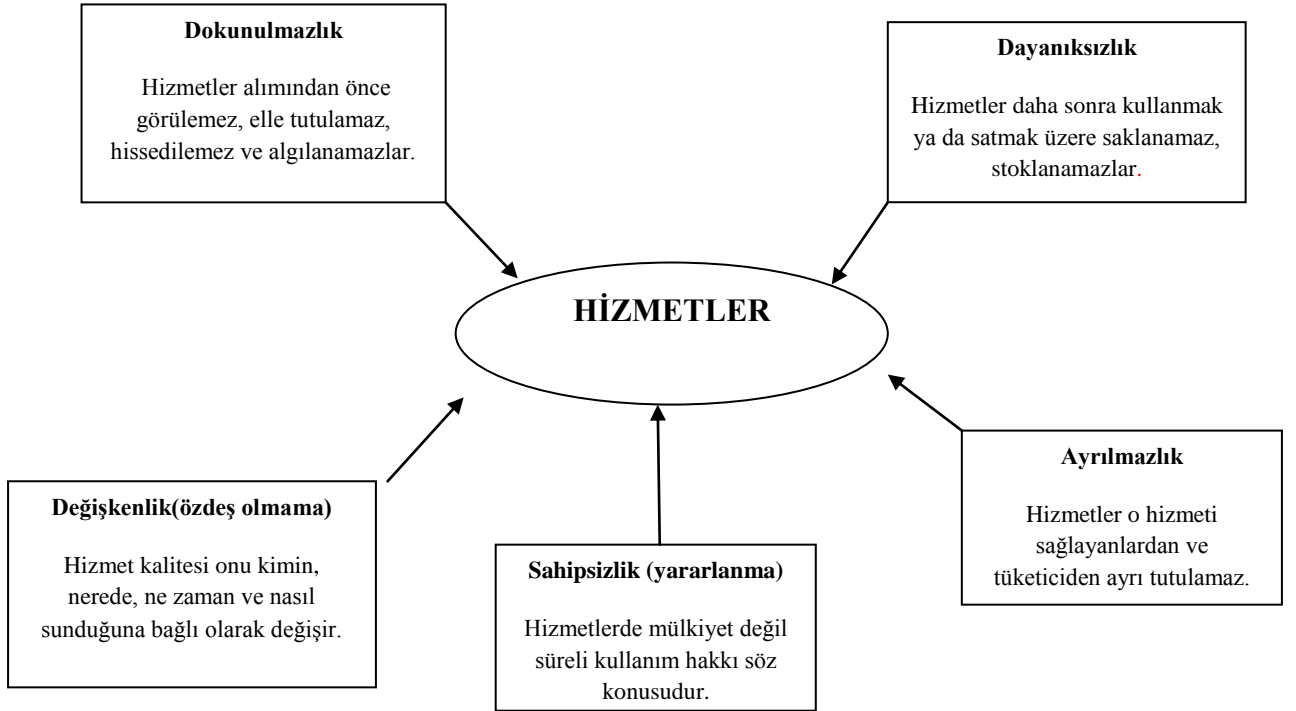 Dokunulmazlık
Hizmetler alımından önce
görülemez, elle tutulamaz,
hissedilemez ve algılanamazlar.
Dayanıksızlık
Hizmetler daha sonra kullanmak
ya da satmak üzere saklanamaz,
stoklanamazlar.
HİZMETLER
Değişkenlik(özdeş olmama)
Hizmet kalitesi onu kimin,
nerede, ne zaman ve nasıl
sunduğuna bağlı olarak değişir.
Sahipsizlik (yararlanma)
Hizmetlerde mülkiyet değil
süreli kullanım hakkı söz
konusudur.
Ayrılmazlık
Hizmetler o hizmeti
sağlayanlardan ve
tüketiciden ayrı tutulamaz.